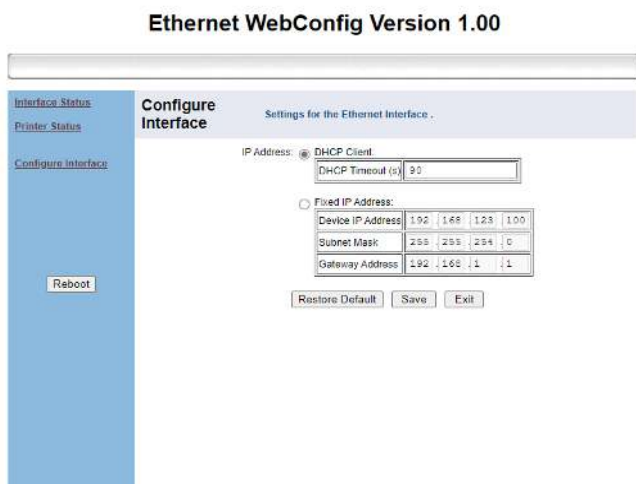 Ethernet WebConfig Version 1.00
Interface Status
Printer Status
Configure Interface
Reboot
Configure
Interface
Settings for the Ethernet Interface .
IP Address: DHCP Client
DHCP Timeout (s) 90
Fixed IP Address:
Device IP Address 192 .168 .123 .100
Subnet Mask 255 .255 .254 .0
Gateway Address 192 .168 .1 .1
Restore Default Save Exit